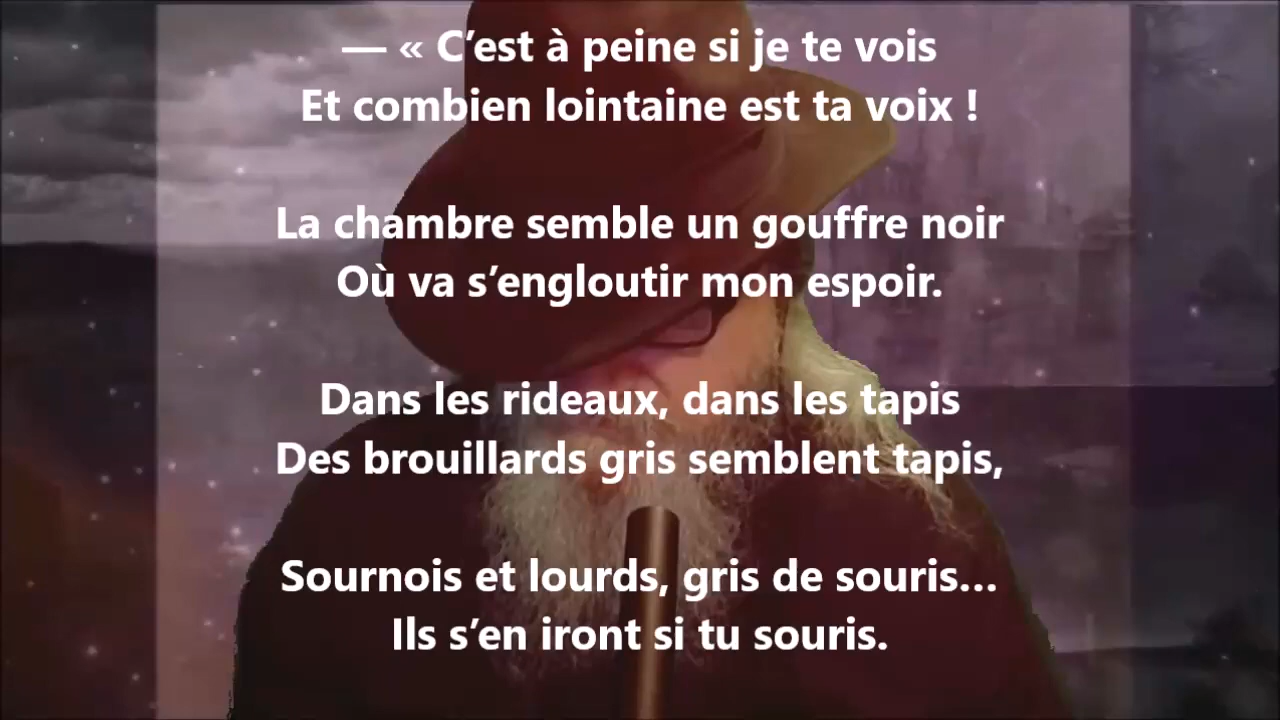 — « C’est à peine si je te vois
Et combien lointaine est ta voix !
La chambre semble un gouffre noir
Où va s’engloutir mon espoir.
Dans les rideaux, dans les tapis
Des brouillards gris semblent tapis,
Sournois et lourds, gris de souris…
Ils s’en iront si tu souris.